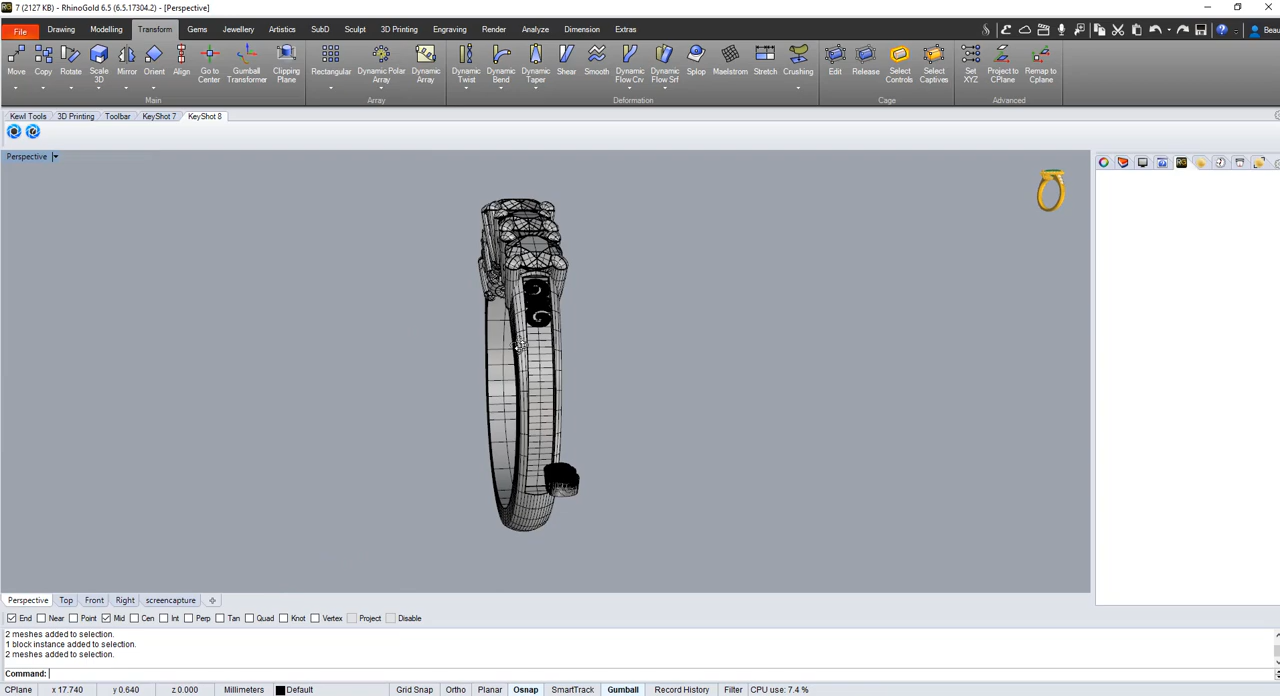 7 (2127 KB) - RhinoGold 6.5 (6.5.17304.2) - [Perspective]
File Drawing Transform Gems Jewellery Artistics SubD Sculpt 3D Printing Engraving Render Analyze Dimension Extras
Beau
Move Copy Rotate Scale 3D Mirror Orient Align Go to Center Gumball Transform Clipping Plane Rectangular Dynamic Polar Array Dynamic Array Dynamic Twist Dynamic Bend Dynamic Taper Shear Smooth Dynamic Flow Crv Dynamic Flow Srf Splop Maelstrom Stretch Crushing Edit Release Select Controls Select Captives Set XYZ Project to CPlane Remap to Cplane
Main Array Deformation Cage Advanced
Kewl Tools 3D Printing Toolbar KeyShot 7 KeyShot 8
Perspective
Perspective Top Front Right screencapture
End Near Point Mid Cen Int Perp Tan Quad Knot Vertex Project Disable
2 meshes added to selection.
1 block instance added to selection.
2 meshes added to selection.
Command:
CPlane x 17.740 y 0.640 z 0.000 Millimeters Default Grid Snap Ortho Planar Osnap SmartTrack Gumball Record History Filter CPU use: 7.4 %